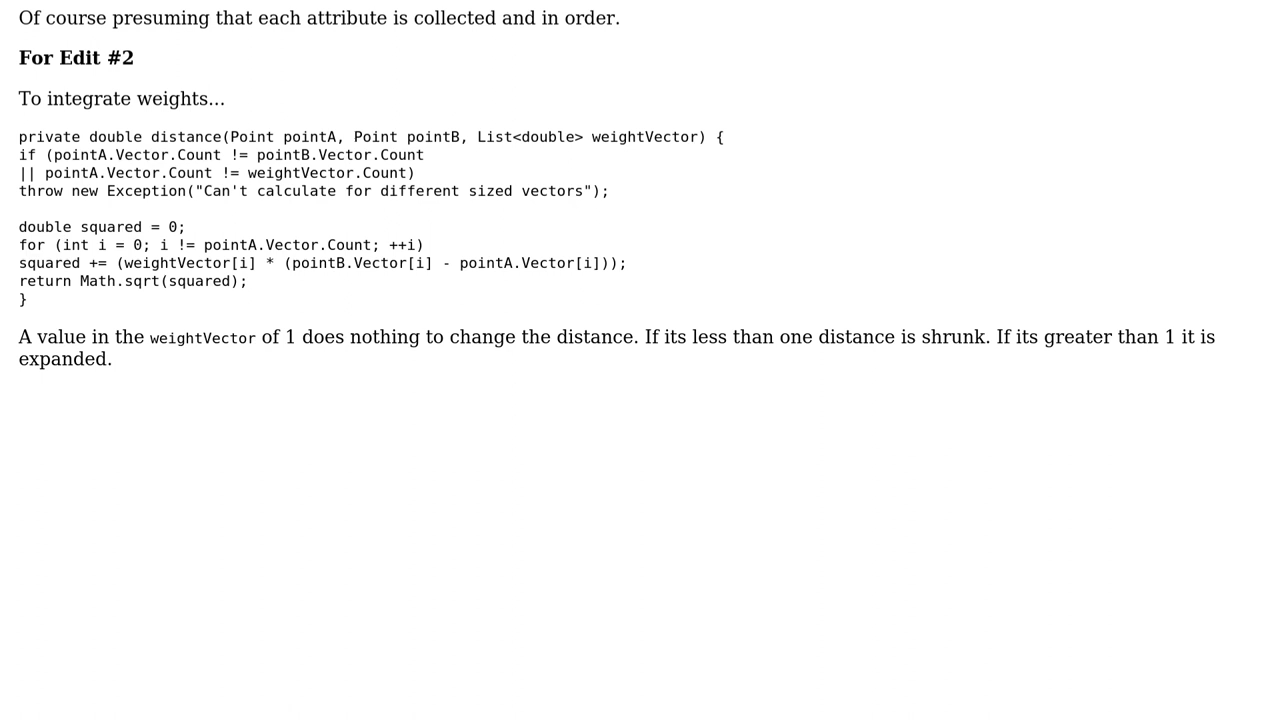 Of course presuming that each attribute is collected and in order.
For Edit #2
To integrate weights...
private double distance(Point pointA, Point pointB, List<double> weightVector) {
if (pointA.Vector.Count != pointB.Vector.Count
|| pointA.Vector.Count != weightVector.Count)
throw new Exception("Can't calculate for different sized vectors");
double squared = 0;
for (int i = 0; i != pointA.Vector.Count; ++i)
squared += (weightVector[i] * (pointB.Vector[i] - pointA.Vector[i]));
return Math.sqrt(squared);
}
A value in the weightVector of 1 does nothing to change the distance. If its less than one distance is shrunk. If its greater than 1 it is
expanded.